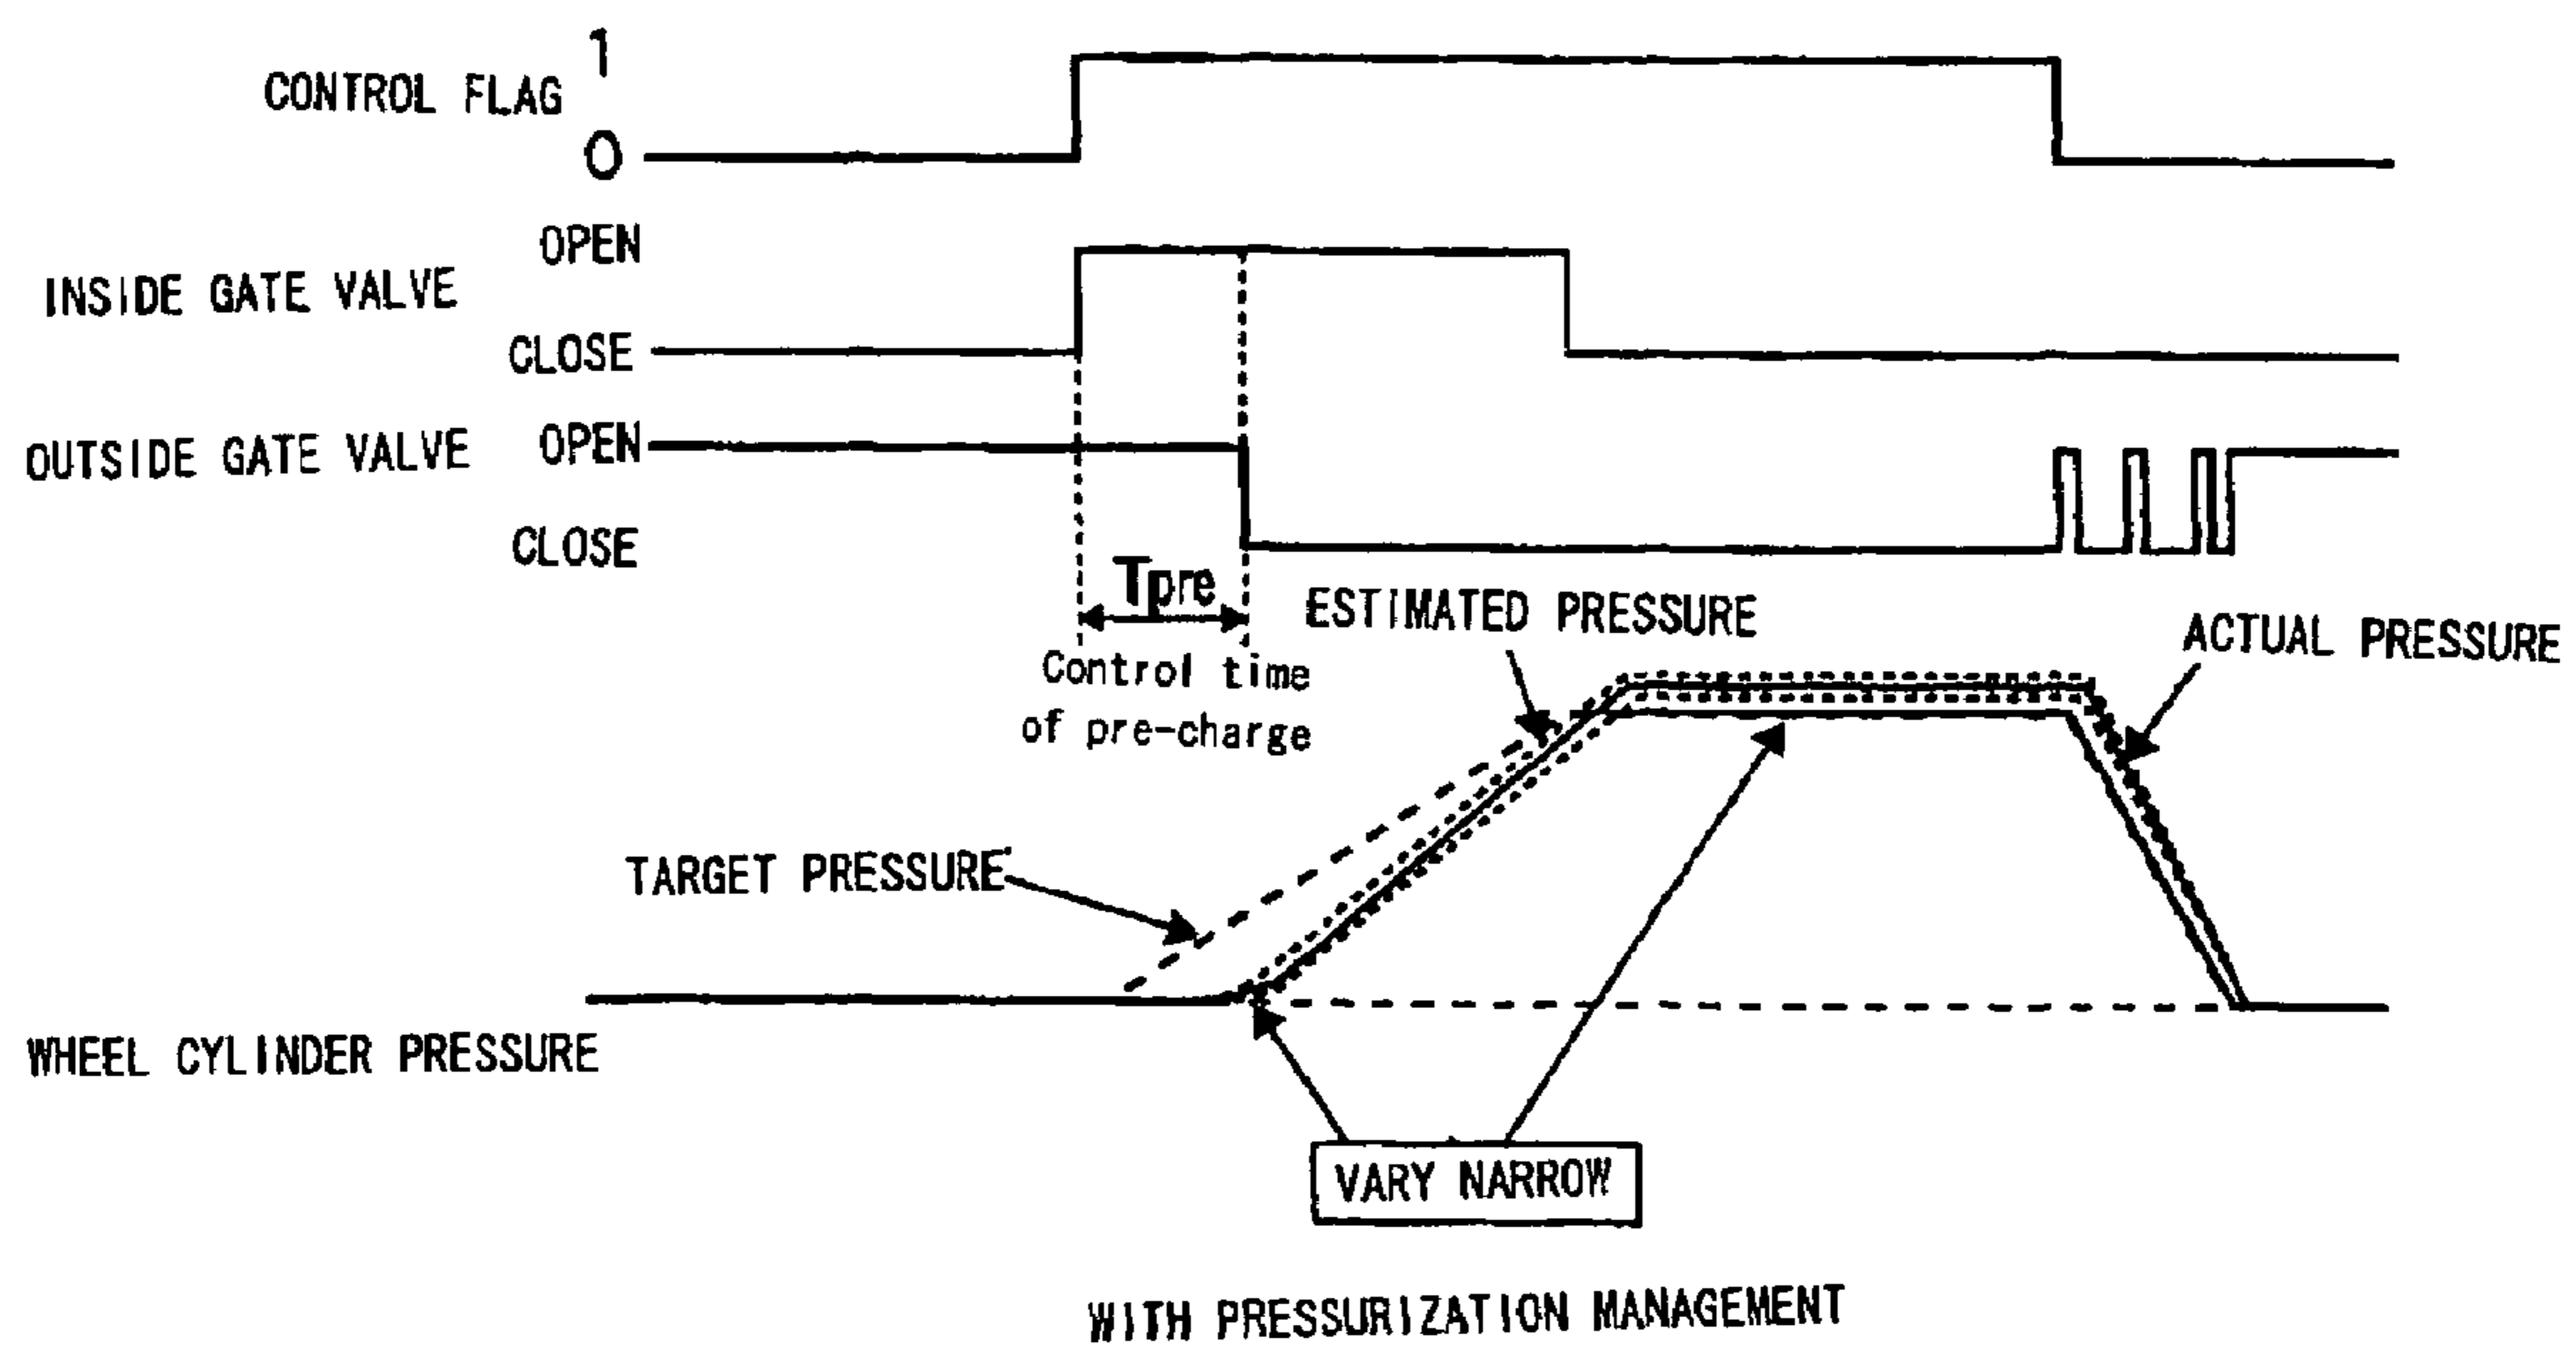 1
CONTROL FLAG
0
OPEN
INSIDE GATE VALVE
CLOSE
OUTSIDE GATE VALVE OPEN
CLOSE
Tpre
Control time
of pre-charge
ESTIMATED PRESSURE
ACTUAL PRESSURE
TARGET PRESSURE
WHEEL CYLINDER PRESSURE
VARY NARROW
WITH PRESSURIZATION MANAGEMENT